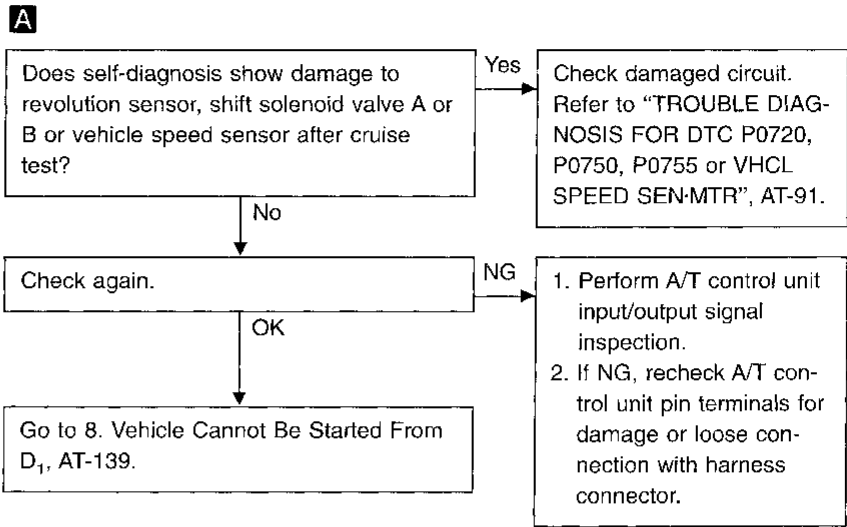 A
Does self-diagnosis show damage to
revolution sensor, shift solenoid valve A or
B or vehicle speed sensor after cruise
test?
Yes
Check damaged circuit.
Refer to “TROUBLE DIAG-
NOSIS FOR DTC P0720,
P0750, P0755 or VHCL
SPEED SEN·MTR”, AT-91.
No
Check again.
NG
1. Perform A/T control unit
input/output signal
inspection.
2. If NG, recheck A/T con-
trol unit pin terminals for
damage or loose con-
nection with harness
connector.
OK
Go to 8. Vehicle Cannot Be Started From
D₁, AT-139.